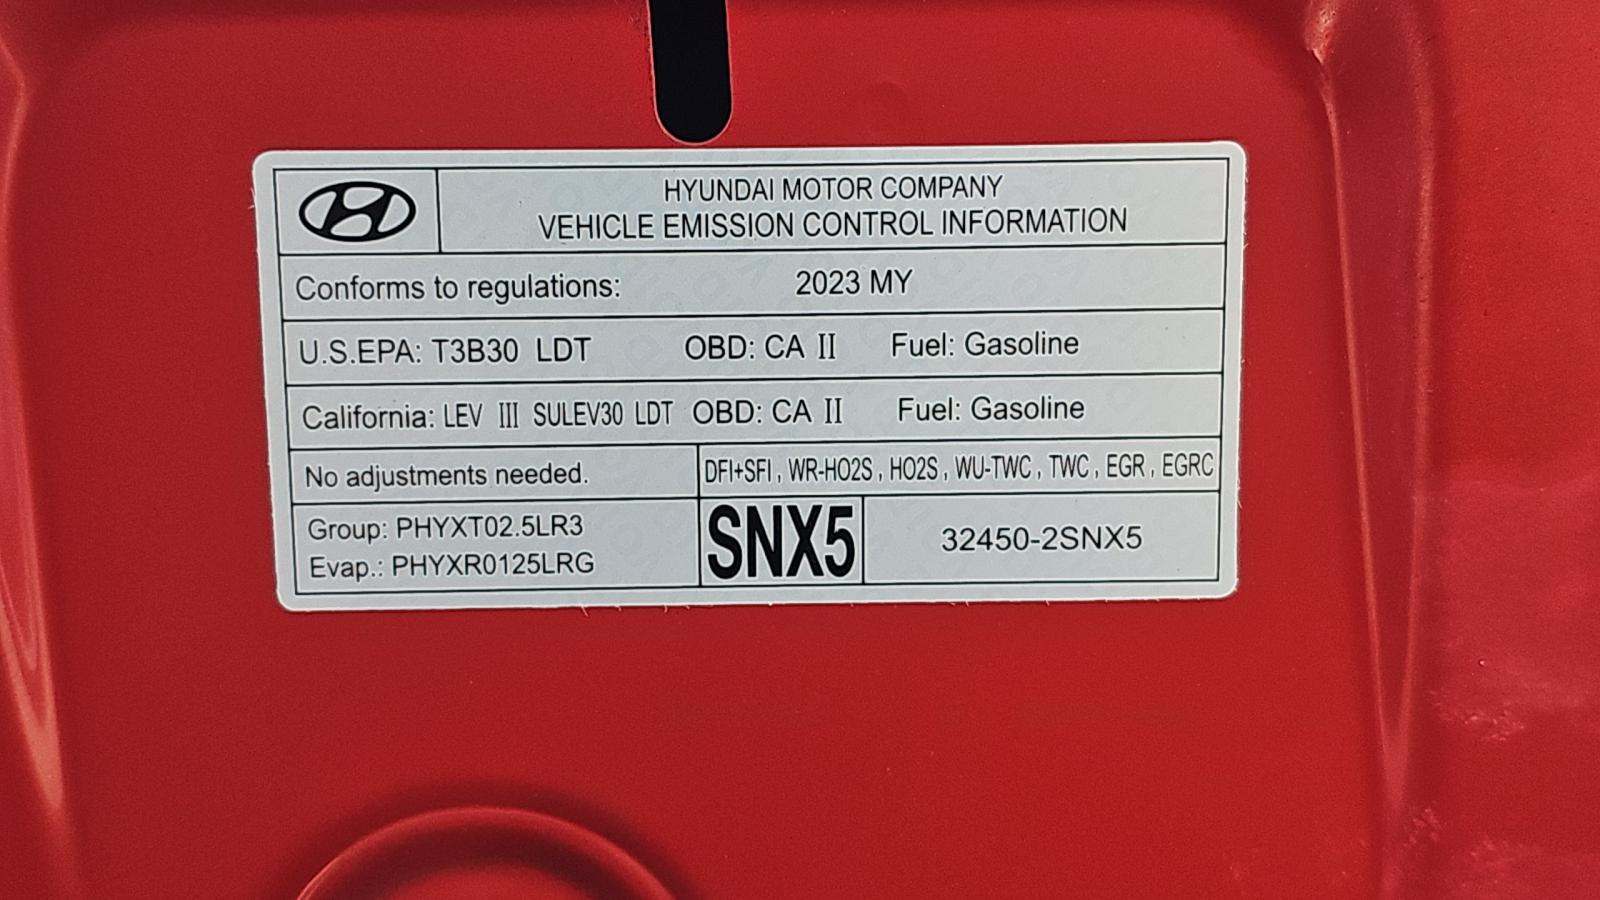 HYUNDAI MOTOR COMPANY
VEHICLE EMISSION CONTROL INFORMATION
Conforms to regulations: 2023 MY
U.S.EPA: T3B30 LDT OBD: CA II Fuel: Gasoline
California: LEV III SULEV30 LDT OBD: CA II Fuel: Gasoline
No adjustments needed. DFI+SFI, WR-HO2S, HO2S, WU-TWC, TWC, EGR, EGRC
Group: PHYXT02.5LR3
Evap.: PHYXR0125LRG
SNX5 32450-2SNX5